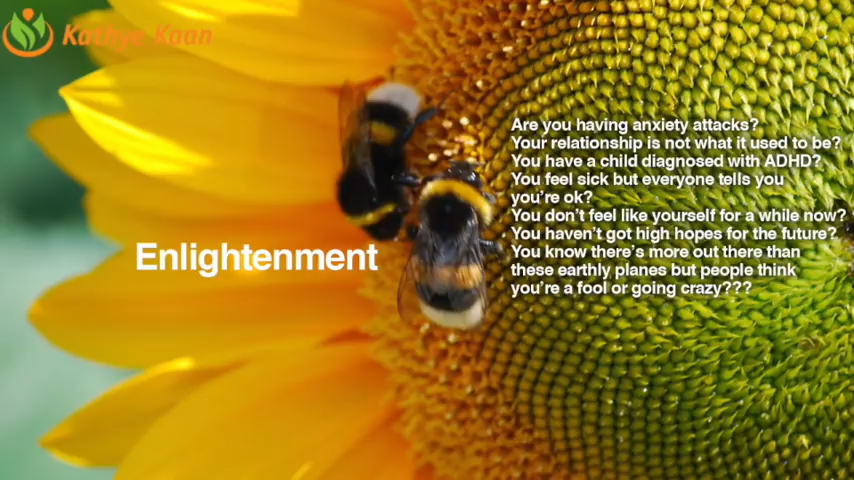 Kathye Kaan
Enlightenment
Are you having anxiety attacks?
Your relationship is not what it used to be?
You have a child diagnosed with ADHD?
You feel sick but everyone tells you
you're ok?
You don't feel like yourself for a while now?
You haven't got high hopes for the future?
You know there's more out there than
these earthly planes but people think
you're a fool or going crazy???